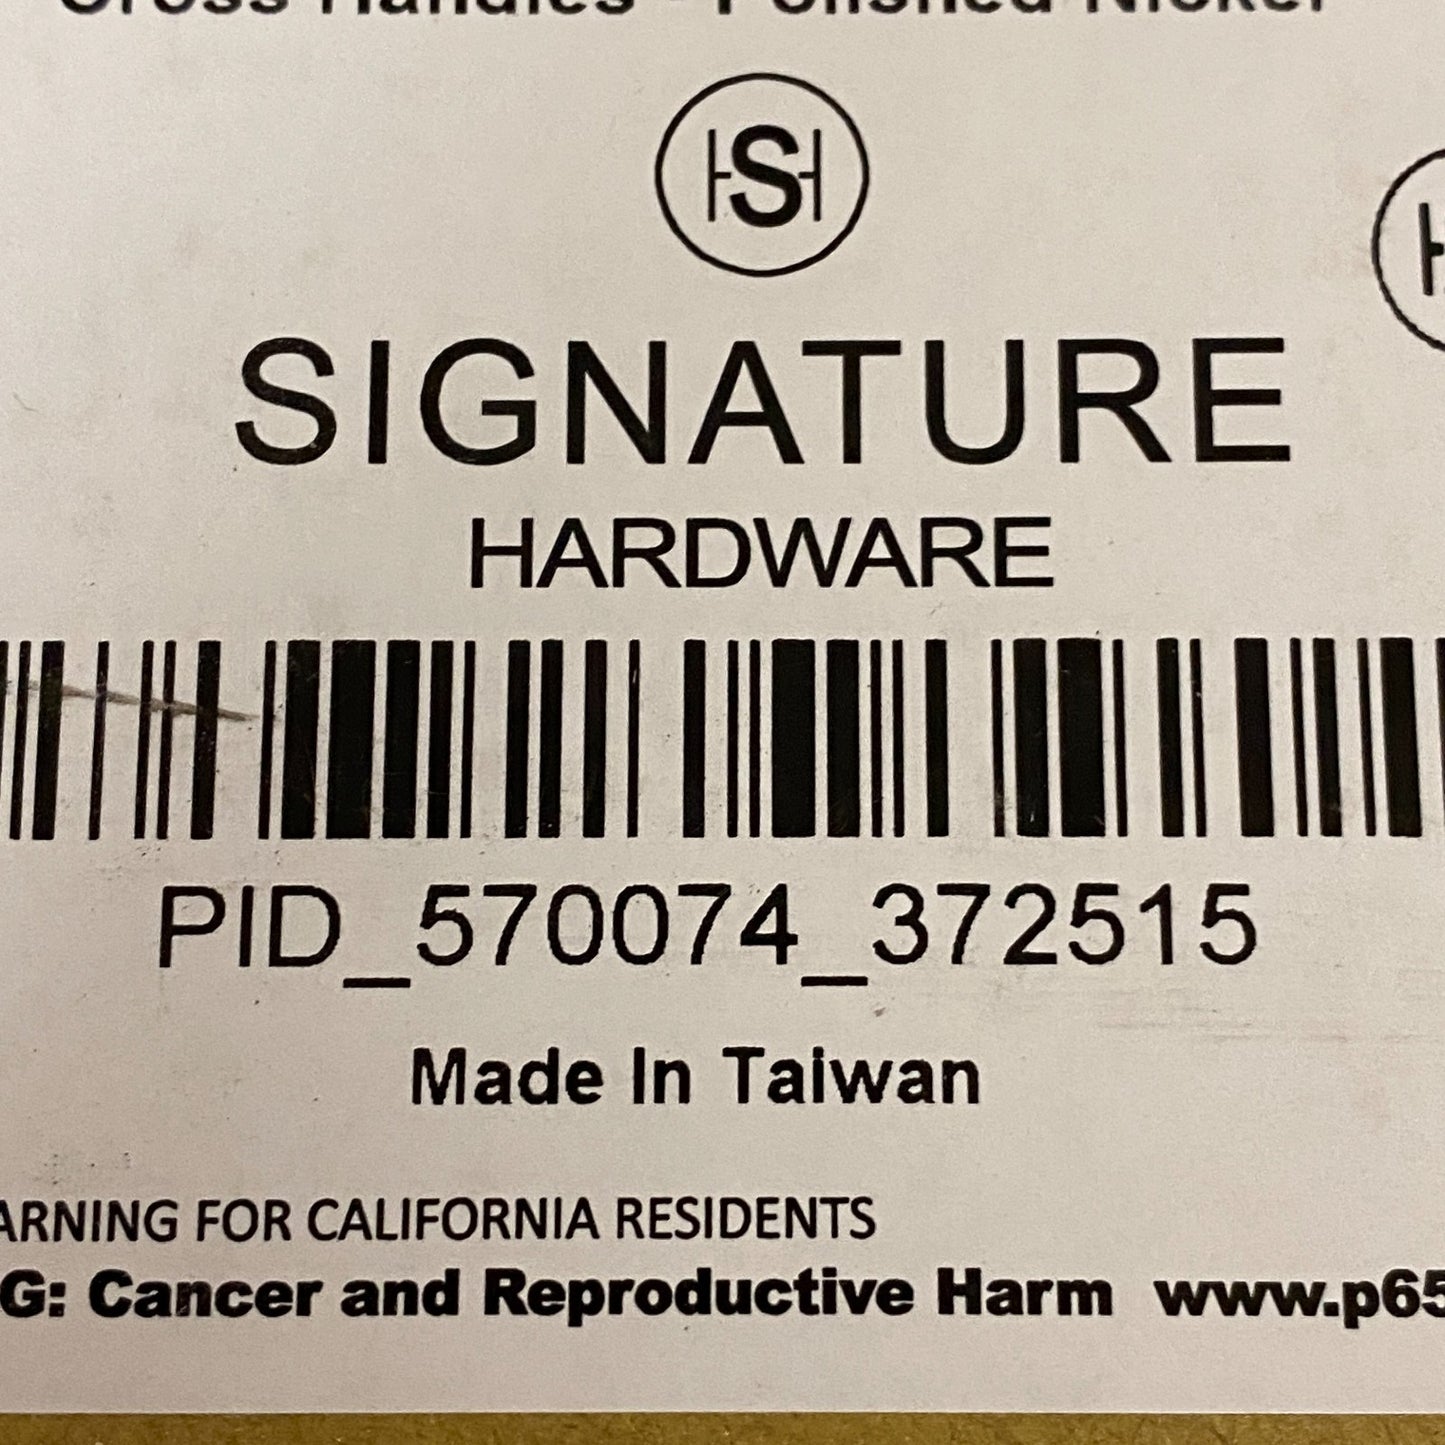 Cross Handles - Polished Nickel
HSH
SIGNATURE
HARDWARE
PID_570074_372515
Made In Taiwan
ARNING FOR CALIFORNIA RESIDENTS
G: Cancer and Reproductive Harm www.p65